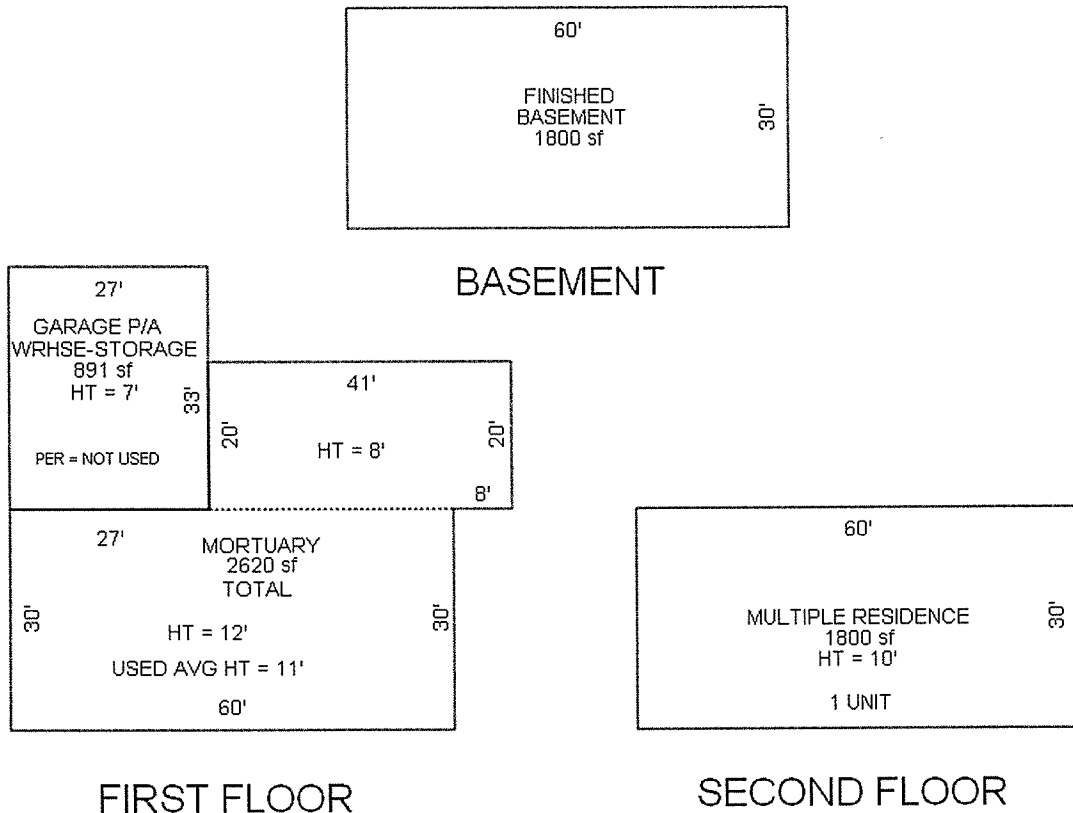 60'
FINISHED
BASEMENT
1800 sf
30'
BASEMENT
27'
GARAGE P/A
WRHSE-STORAGE
891 sf
HT = 7'
33'
PER = NOT USED
41'
20'
HT = 8'
20'
8'
27'
MORTUARY
2620 sf
TOTAL
30'
HT = 12'
30'
USED AVG HT = 11'
60'
FIRST FLOOR
60'
MULTIPLE RESIDENCE
1800 sf
HT = 10'
30'
1 UNIT
SECOND FLOOR